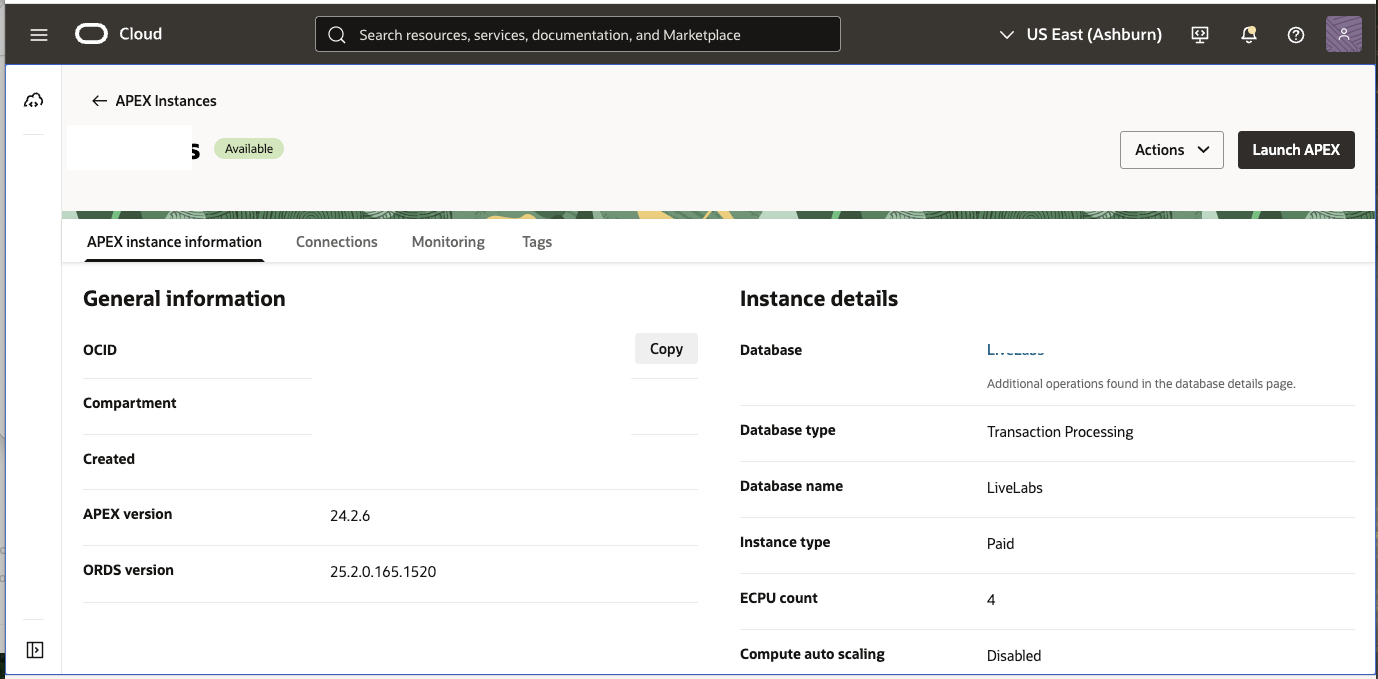 Cloud
Search resources, services, documentation, and Marketplace
US East (Ashburn)
APEX Instances
s
Available
Actions
Launch APEX
APEX instance information
Connections
Monitoring
Tags
General information
OCID
Copy
Compartment
Created
APEX version
24.2.6
ORDS version
25.2.0.165.1520
Instance details
Database
LiveLabs
Additional operations found in the database details page.
Database type
Transaction Processing
Database name
LiveLabs
Instance type
Paid
ECPU count
4
Compute auto scaling
Disabled